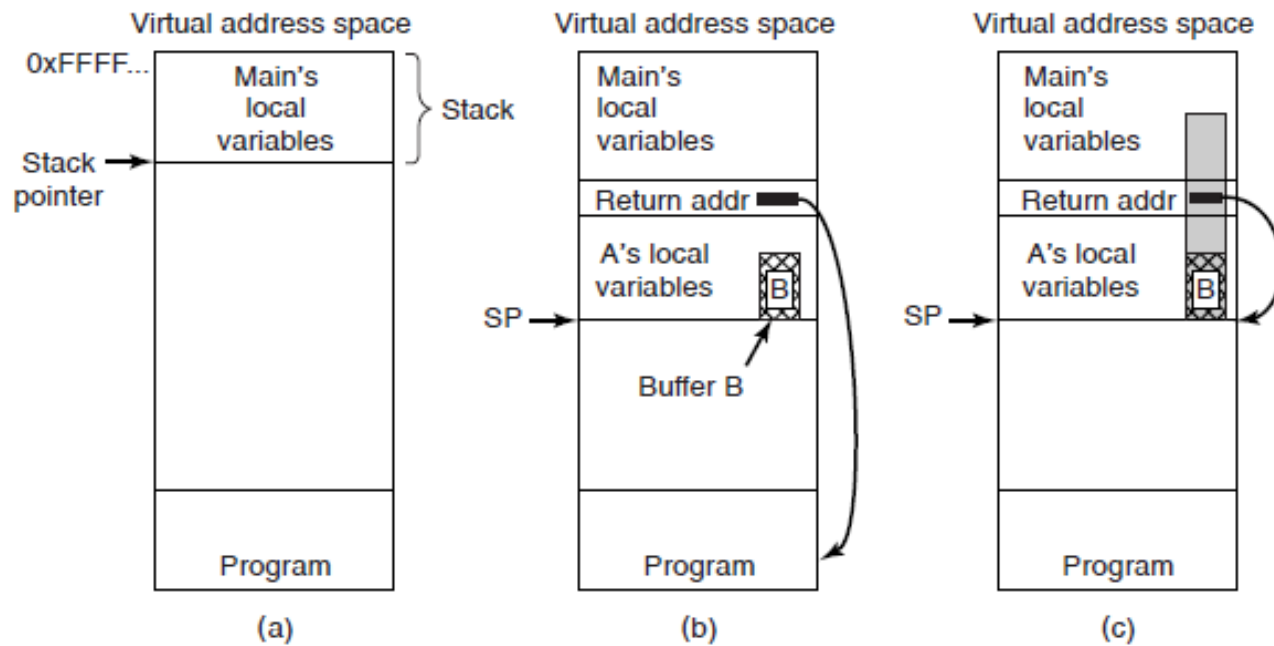 Virtual address space
0xFFFF...
Main's
local
variables
Stack
Stack
pointer
Program
(a)
Virtual address space
Main's
local
variables
Return addr
A's local
variables
B
SP
Buffer B
Program
(b)
Virtual address space
Main's
local
variables
Return addr
A's local
variables
B
SP
Program
(c)